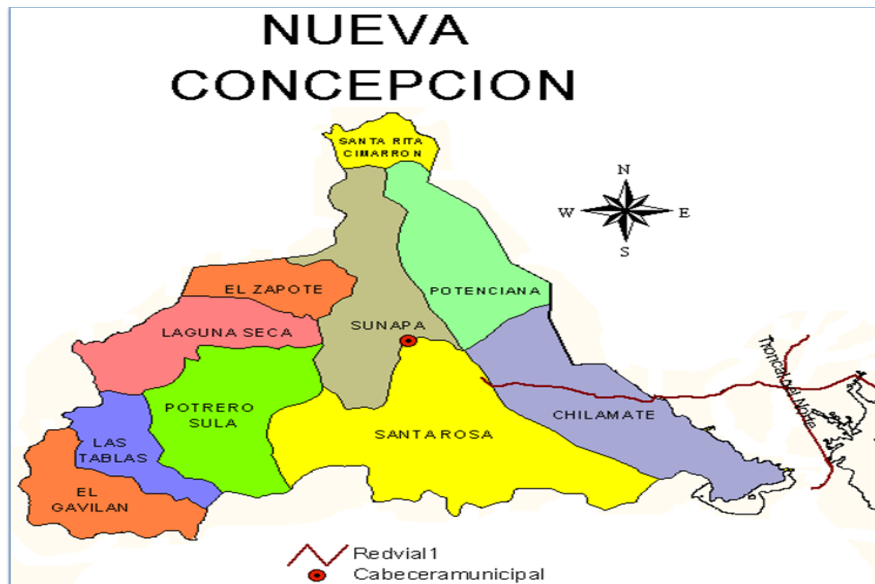 NUEVA
CONCEPCION
SANTA RITA
CIMARRON
N
W
E
S
EL ZAPOTE
POTENCIANA
LAGUNA SECA
SUNAPA
Troncal del Norte
POTRERO
SULA
SANTA ROSA
CHILAMATE
LAS
TABLAS
EL
GAVILAN
Redvial1
Cabeceramunicipal